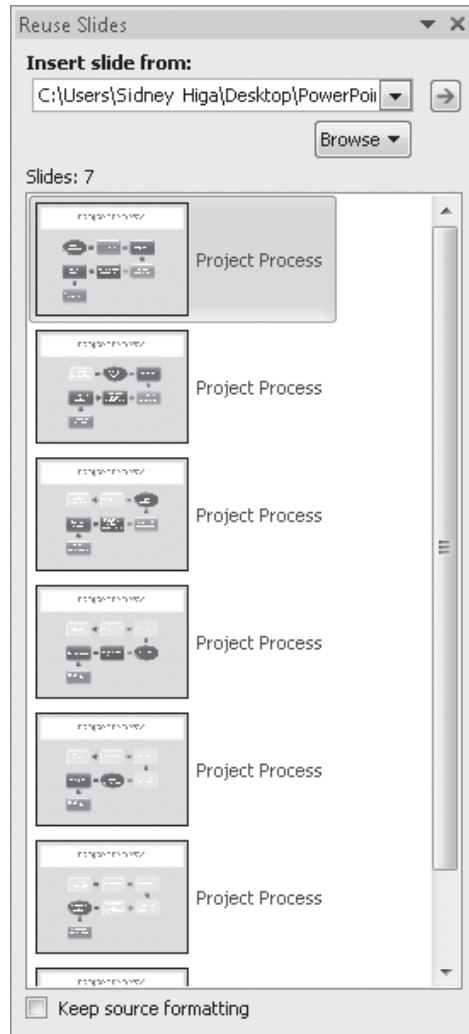 Reuse Slides
Insert slide from:
C:\Users\Sidney Higa\Desktop\PowerPoin
Browse
Slides: 7
Project Process
Project Process
Project Process
Project Process
Project Process
Project Process
Keep source formatting